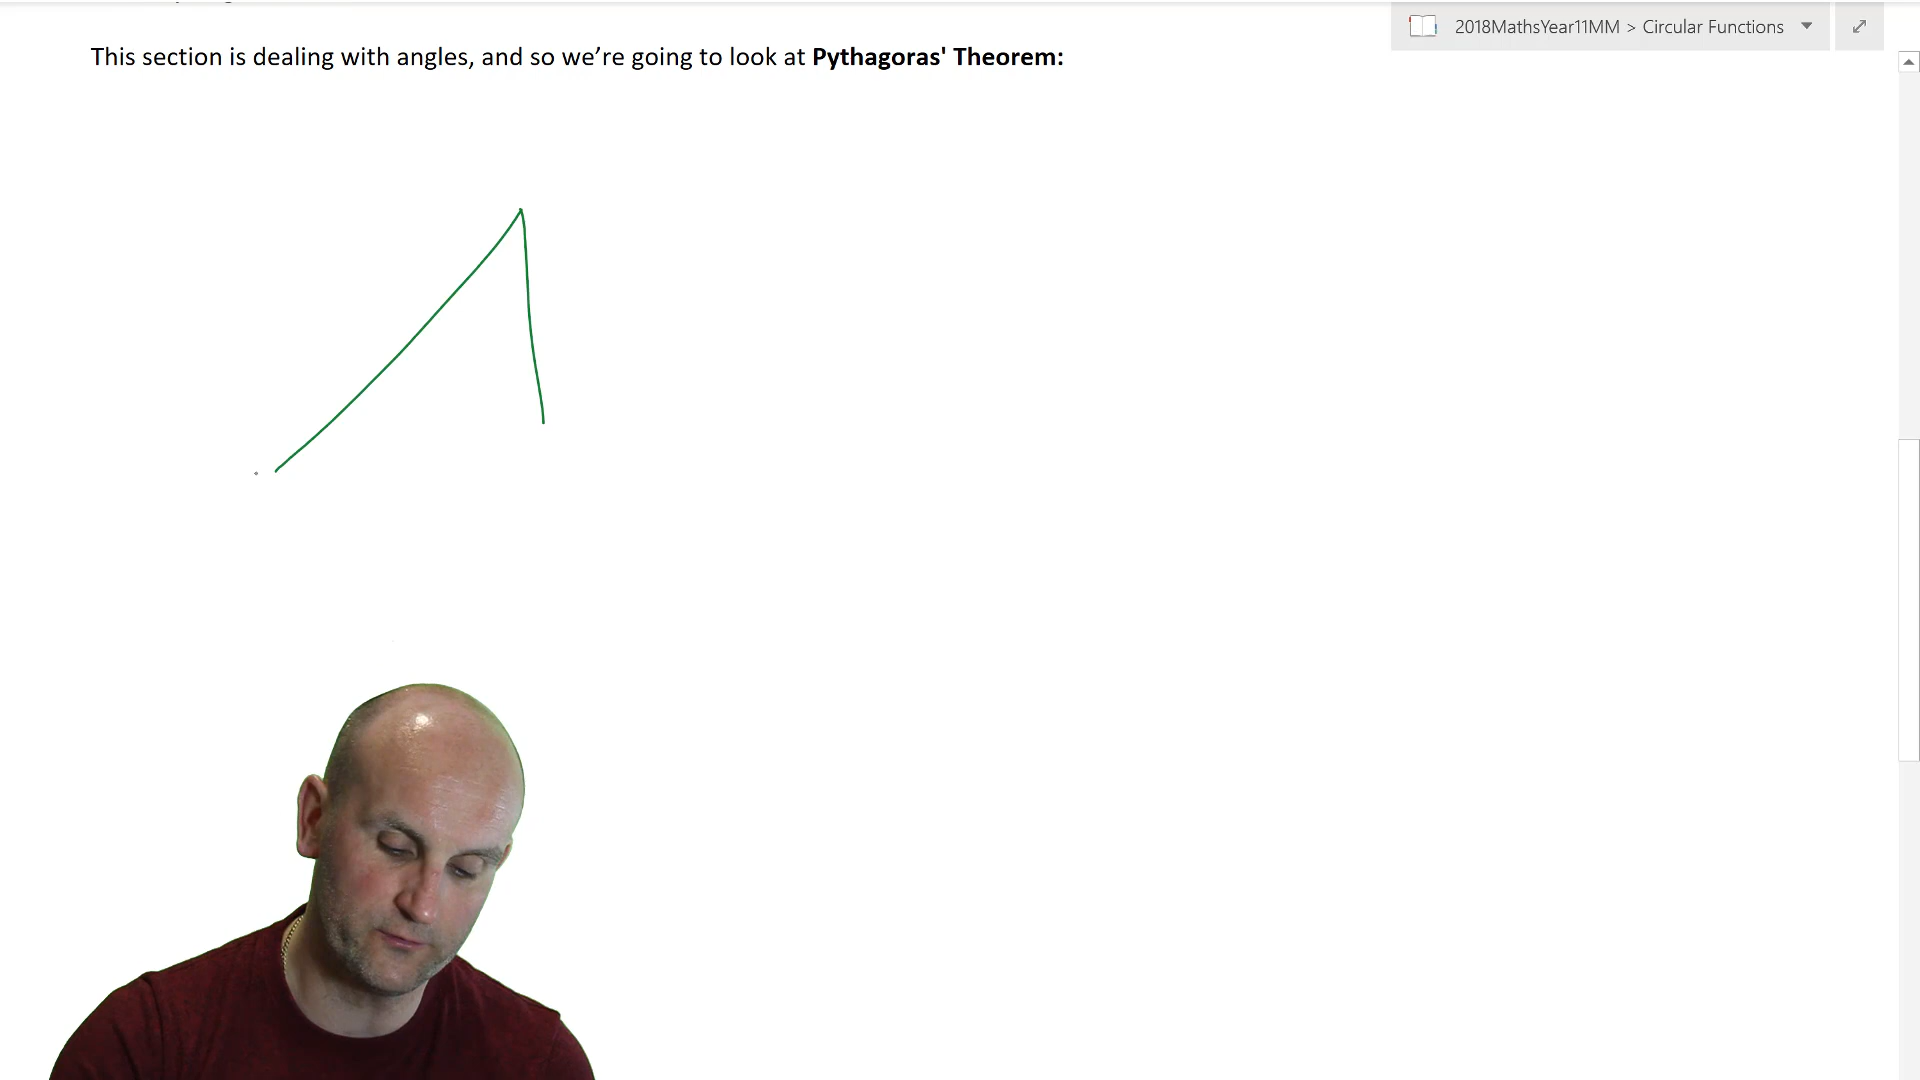 2018MathsYear11MM > Circular Functions
This section is dealing with angles, and so we’re going to look at Pythagoras' Theorem: